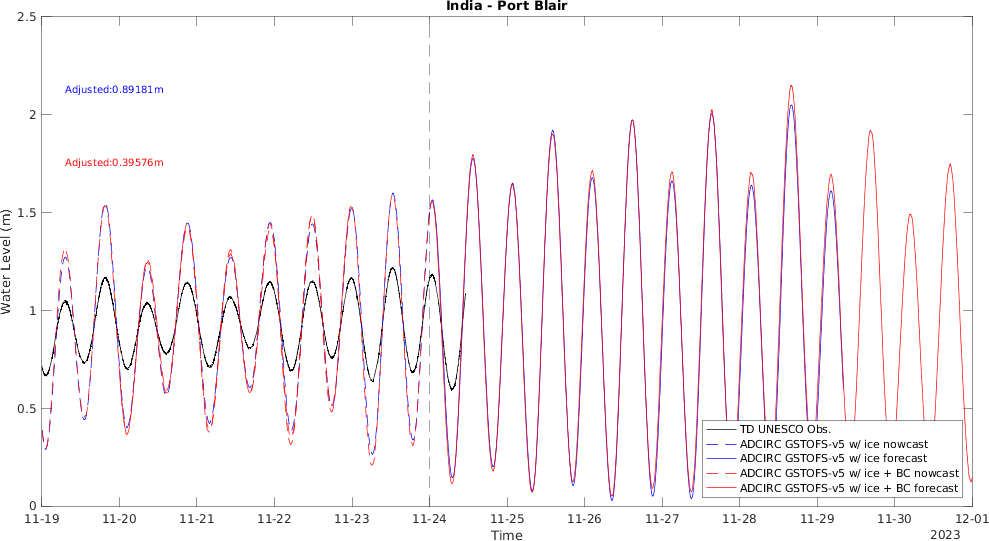 India - Port Blair
2.5
2
1.5
1
0.5
0
Water Level (m)
Adjusted:0.89181m
Adjusted:0.39576m
TD UNESCO Obs.
ADCIRC GSTOFS-v5 w/ ice nowcast
ADCIRC GSTOFS-v5 w/ ice forecast
ADCIRC GSTOFS-v5 w/ ice + BC nowcast
ADCIRC GSTOFS-v5 w/ ice + BC forecast
11-19 11-20 11-21 11-22 11-23 11-24 11-25 11-26 11-27 11-28 11-29 11-30 12-01
Time
2023